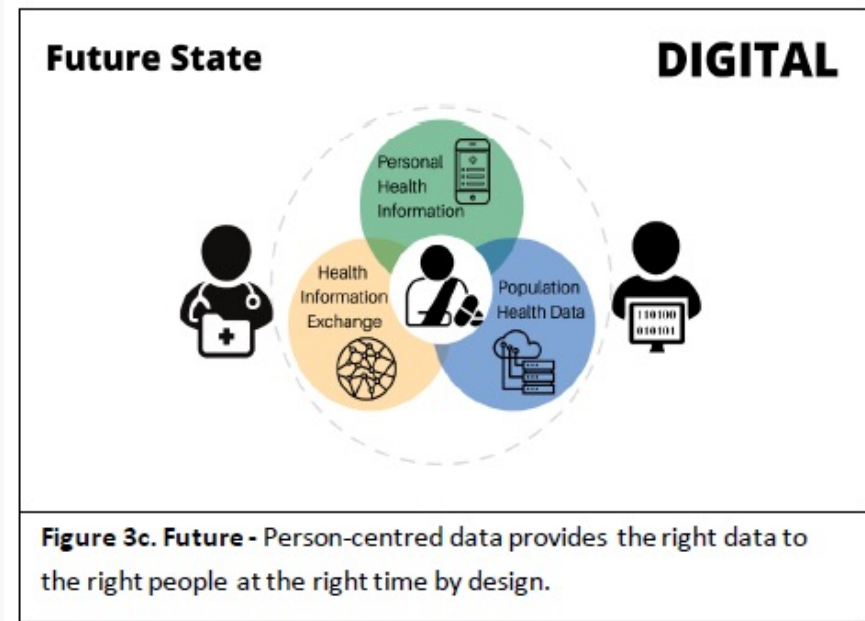 Future State
DIGITAL
Personal
Health
Information
Health
Information
Exchange
Population
Health Data
110100
010101
Figure 3c. Future - Person-centred data provides the right data to
the right people at the right time by design.